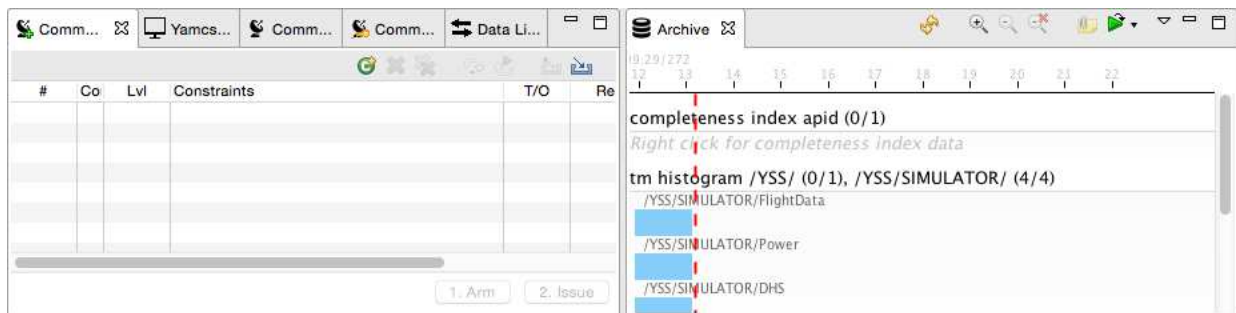 Comm...
Yamcs...
Comm...
Comm...
Data Li...
# Co Lvl Constraints T/O Re
1. Arm 2. Issue
Archive
12 13 14 15 16 17 18 19 20 21 22
completeness index apid (0/1)
Right click for completeness index data
tm histogram /YSS/ (0/1), /YSS/SIMULATOR/ (4/4)
/YSS/SIMULATOR/FlightData
/YSS/SIMULATOR/Power
/YSS/SIMULATOR/DHS